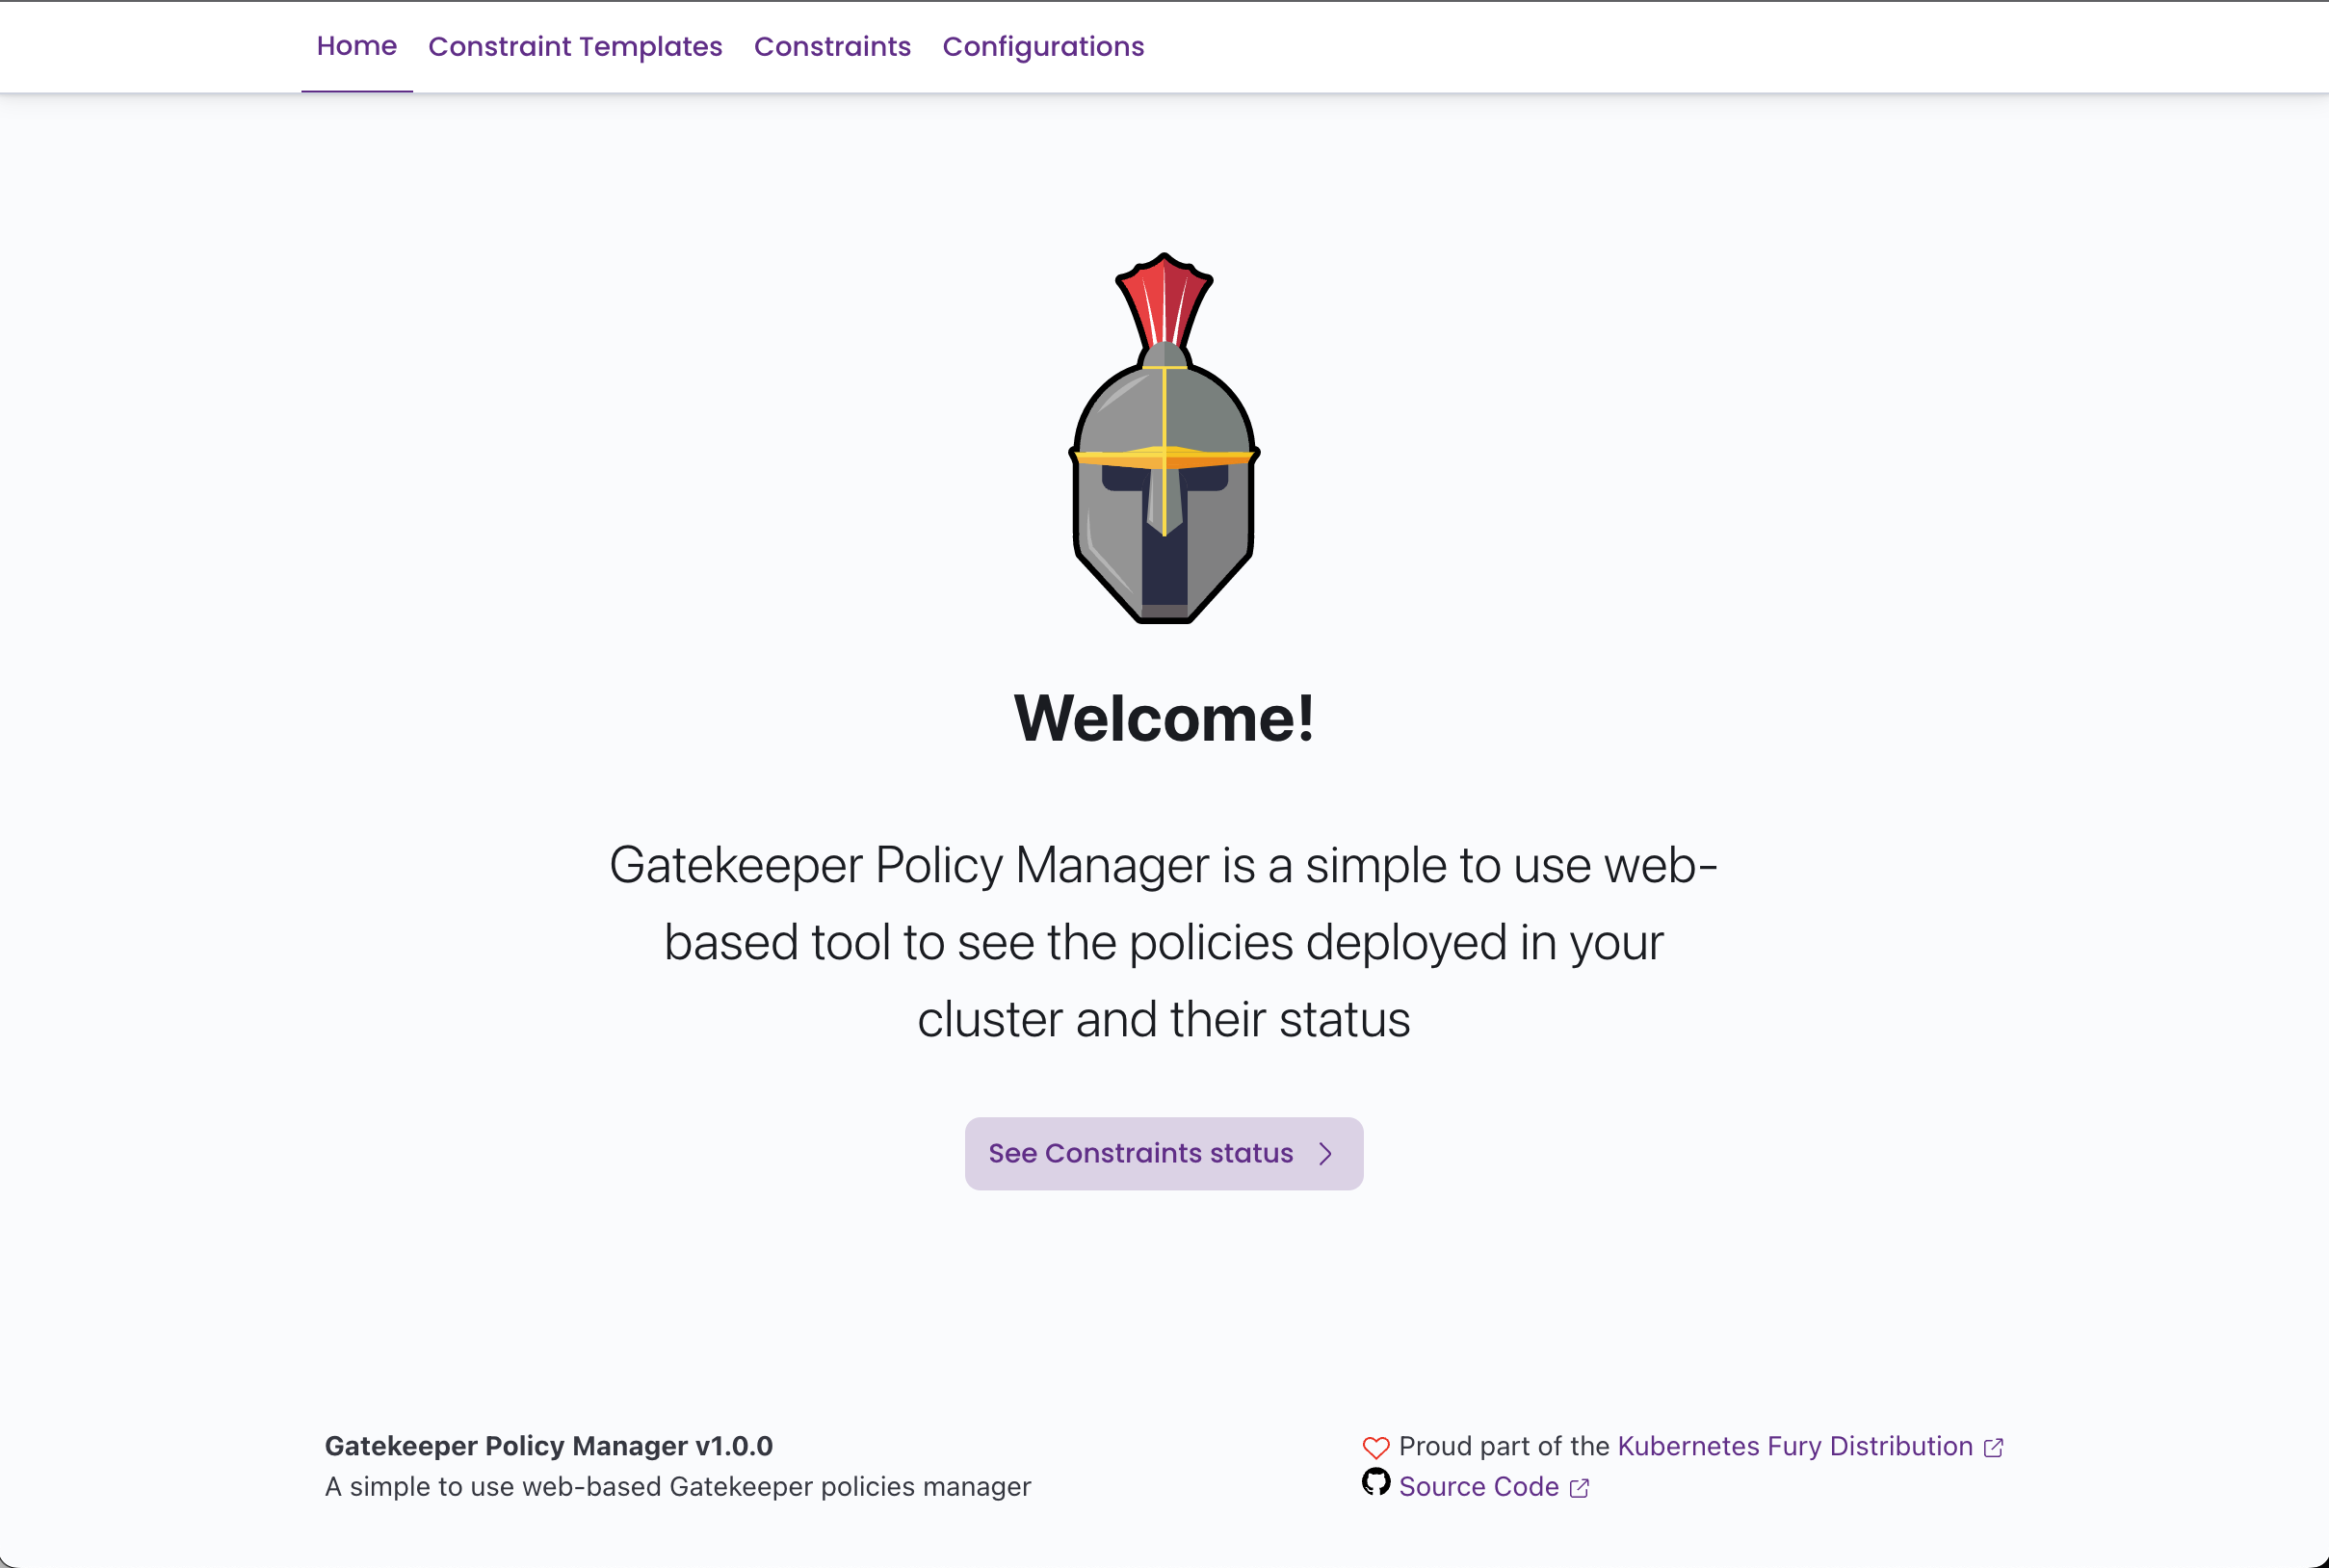 Home Constraint Templates Constraints Configurations
Welcome!
Gatekeeper Policy Manager is a simple to use web-
based tool to see the policies deployed in your
cluster and their status
See Constraints status
Gatekeeper Policy Manager v1.0.0
A simple to use web-based Gatekeeper policies manager
Proud part of the Kubernetes Fury Distribution
Source Code